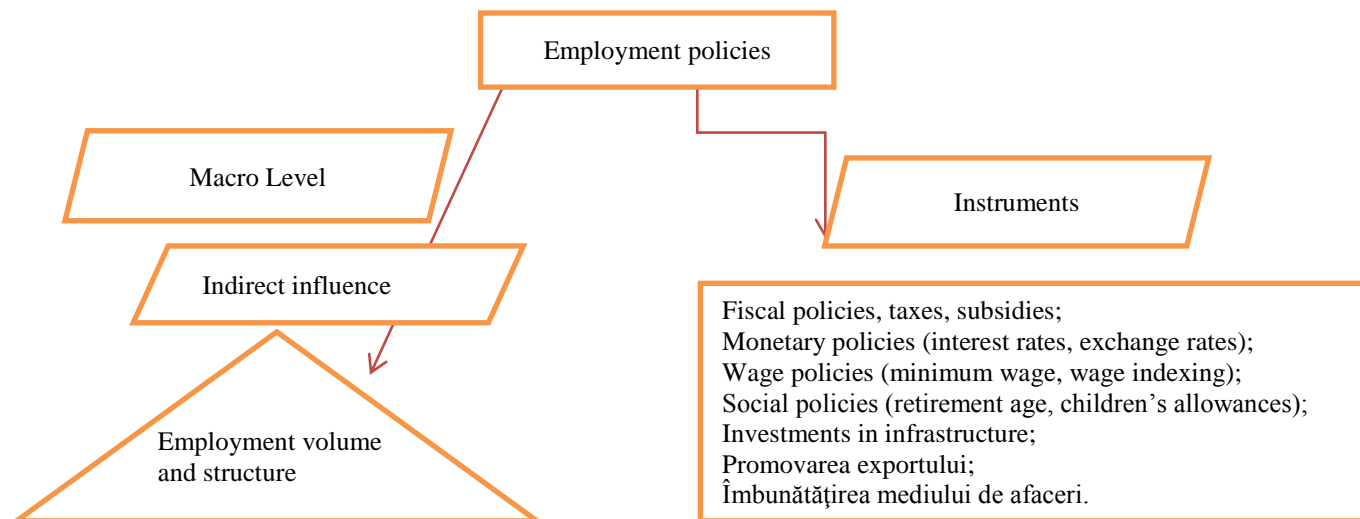 Employment policies
Macro Level
Instruments
Indirect influence
Employment volume
and structure
Fiscal policies, taxes, subsidies;
Monetary policies (interest rates, exchange rates);
Wage policies (minimum wage, wage indexing);
Social policies (retirement age, children’s allowances);
Investments in infrastructure;
Promovarea exportului;
Îmbunătăţirea mediului de afaceri.